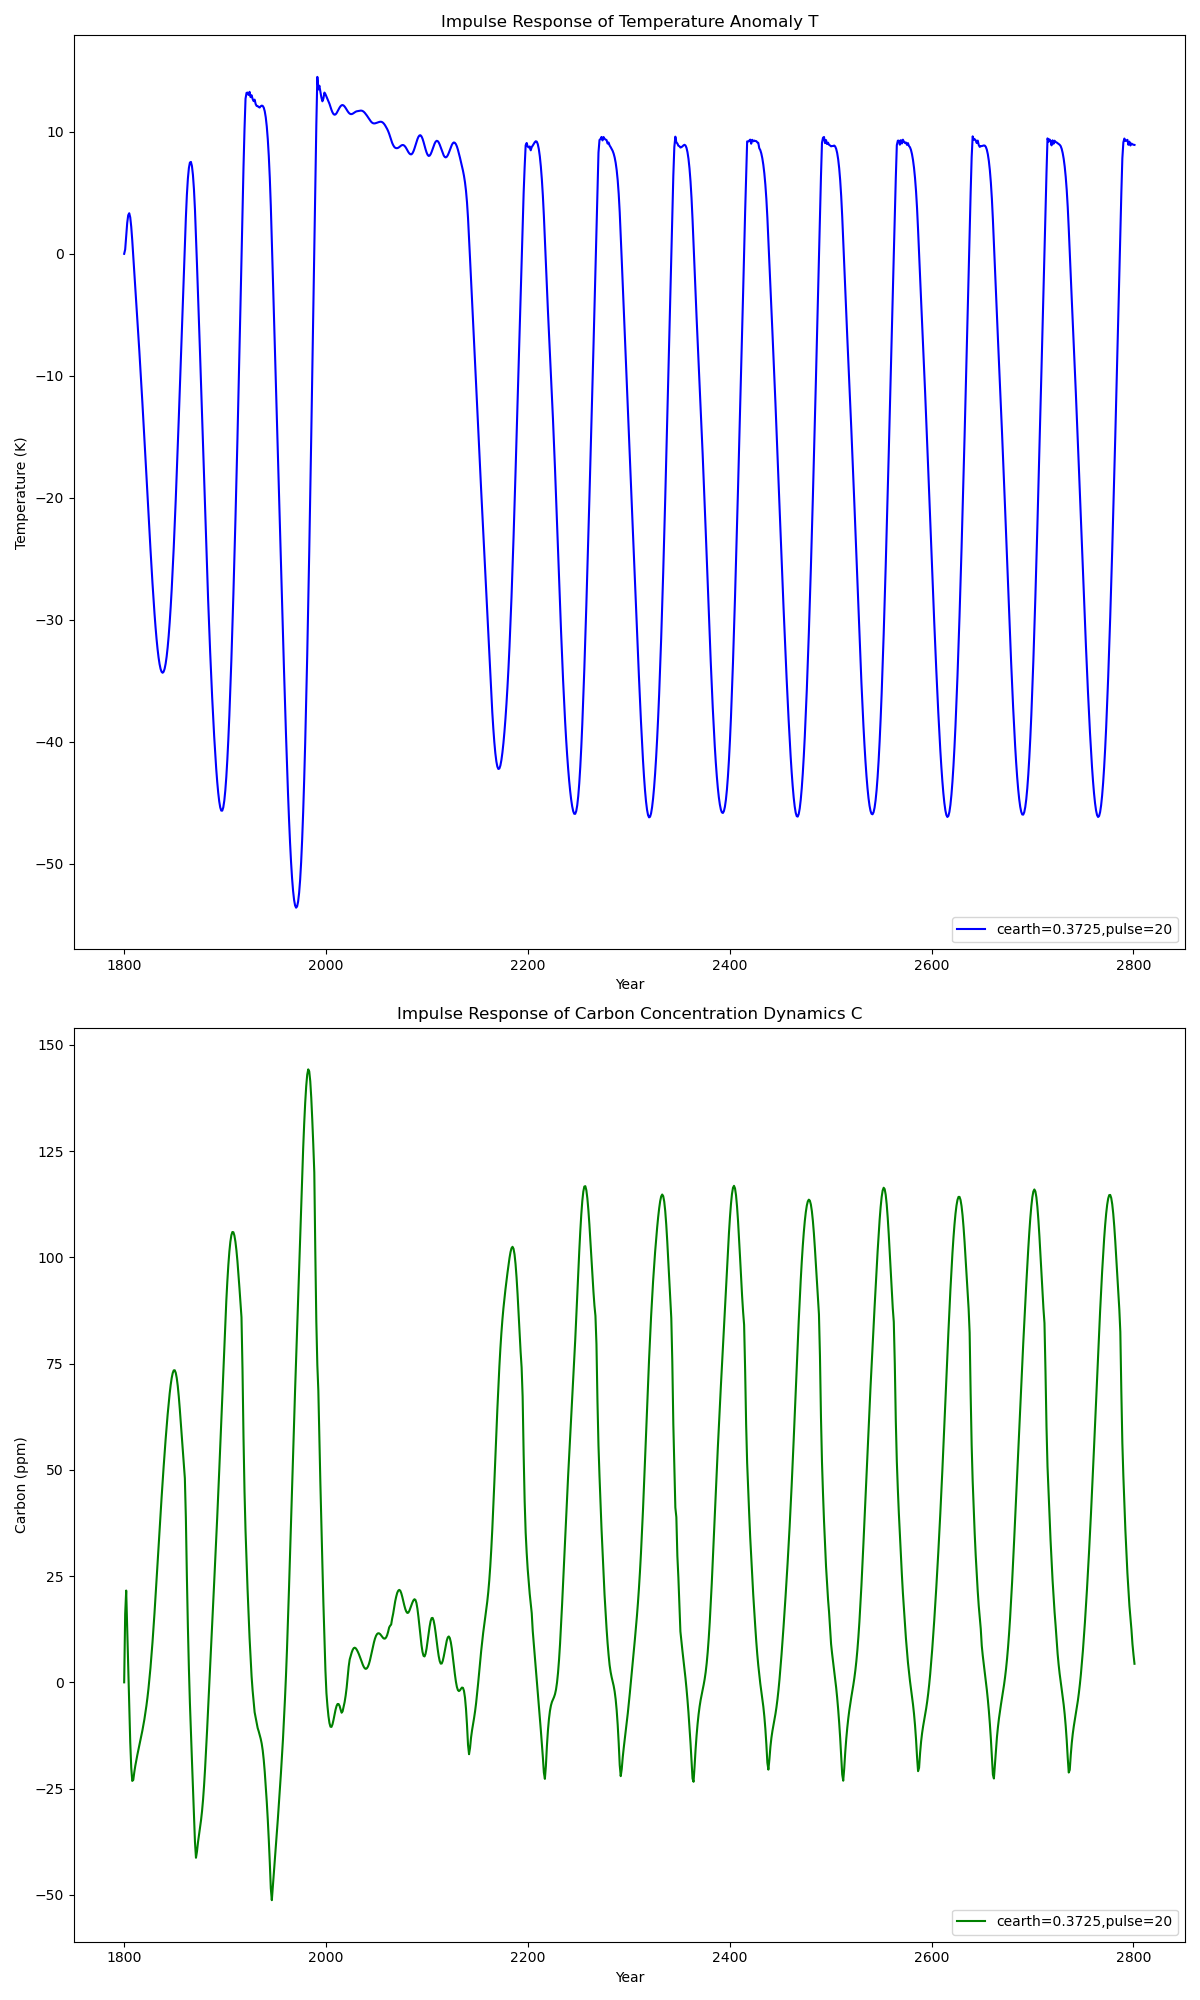 Impulse Response of Temperature Anomaly T
Temperature (K)
10
0
−10
−20
−30
−40
−50
cearth=0.3725,pulse=20
1800 2000 2200 2400 2600 2800
Year
Impulse Response of Carbon Concentration Dynamics C
Carbon (ppm)
150
125
100
75
50
25
0
−25
−50
cearth=0.3725,pulse=20
1800 2000 2200 2400 2600 2800
Year